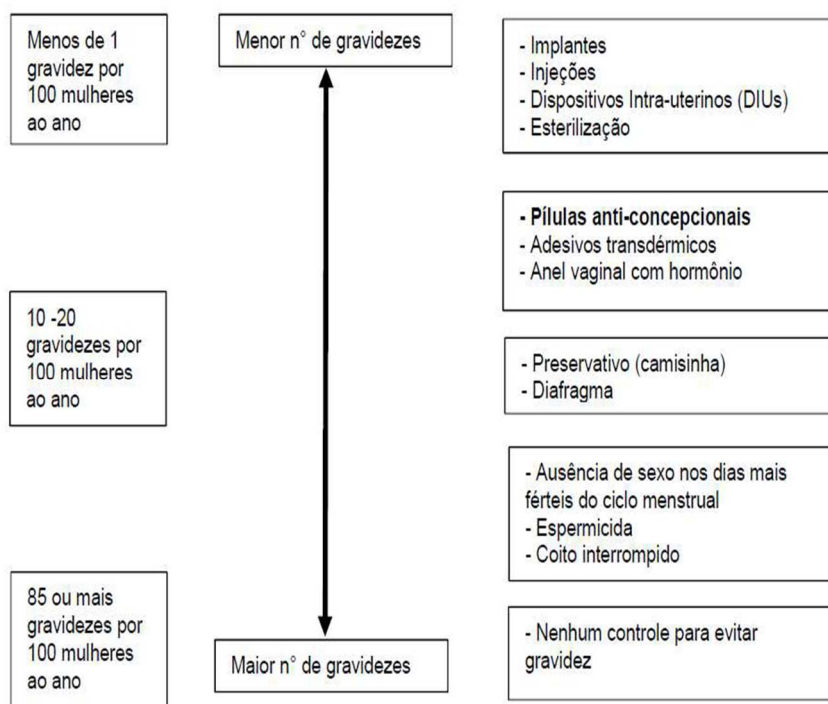 Menos de 1
gravidez por
100 mulheres
ao ano
Menor n° de gravidezes
- Implantes
- Injeções
- Dispositivos Intra-uterinos (DIUs)
- Esterilização
- Pílulas anti-concepcionais
- Adesivos transdérmicos
- Anel vaginal com hormônio
10 -20
gravidezes por
100 mulheres
ao ano
- Preservativo (camisinha)
- Diafragma
- Ausência de sexo nos dias mais
férteis do ciclo menstrual
- Espermicida
- Coito interrompido
85 ou mais
gravidezes por
100 mulheres
ao ano
Maior n° de gravidezes
- Nenhum controle para evitar
gravidez